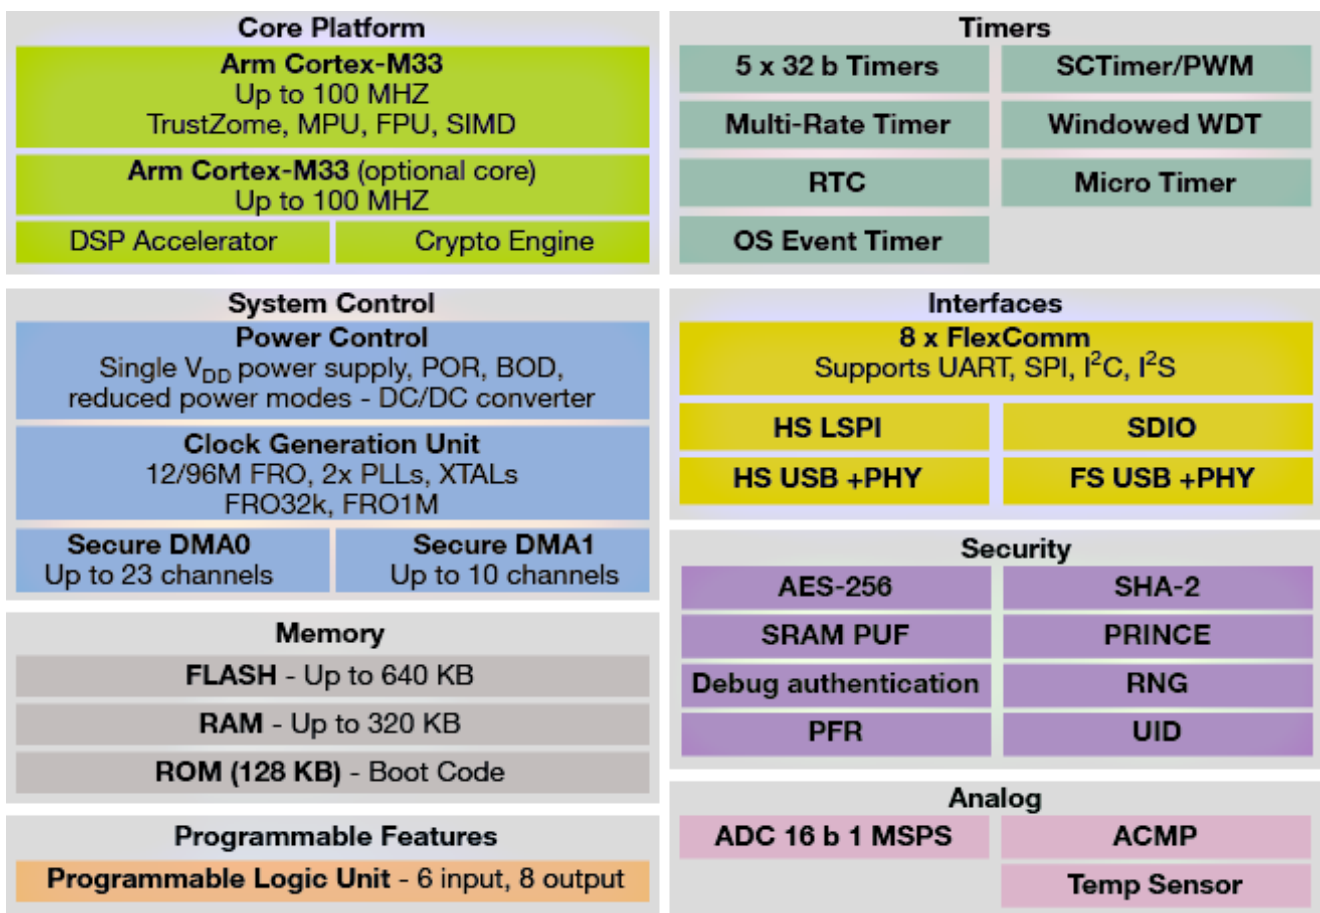 Core Platform
Arm Cortex-M33
Up to 100 MHZ
TrustZome, MPU, FPU, SIMD
Arm Cortex-M33 (optional core)
Up to 100 MHZ
DSP Accelerator
Crypto Engine
System Control
Power Control
Single VDD power supply, POR, BOD,
reduced power modes - DC/DC converter
Clock Generation Unit
12/96M FRO, 2x PLLs, XTALs
FRO32k, FRO1M
Secure DMA0
Up to 23 channels
Secure DMA1
Up to 10 channels
Memory
FLASH - Up to 640 KB
RAM - Up to 320 KB
ROM (128 KB) - Boot Code
Programmable Features
Programmable Logic Unit - 6 input, 8 output
Timers
5 x 32 b Timers
SCTimer/PWM
Multi-Rate Timer
Windowed WDT
RTC
Micro Timer
OS Event Timer
Interfaces
8 x FlexComm
Supports UART, SPI, I²C, I²S
HS LSPI
SDIO
HS USB +PHY
FS USB +PHY
Security
AES-256
SHA-2
SRAM PUF
PRINCE
Debug authentication
RNG
PFR
UID
Analog
ADC 16 b 1 MSPS
ACMP
Temp Sensor